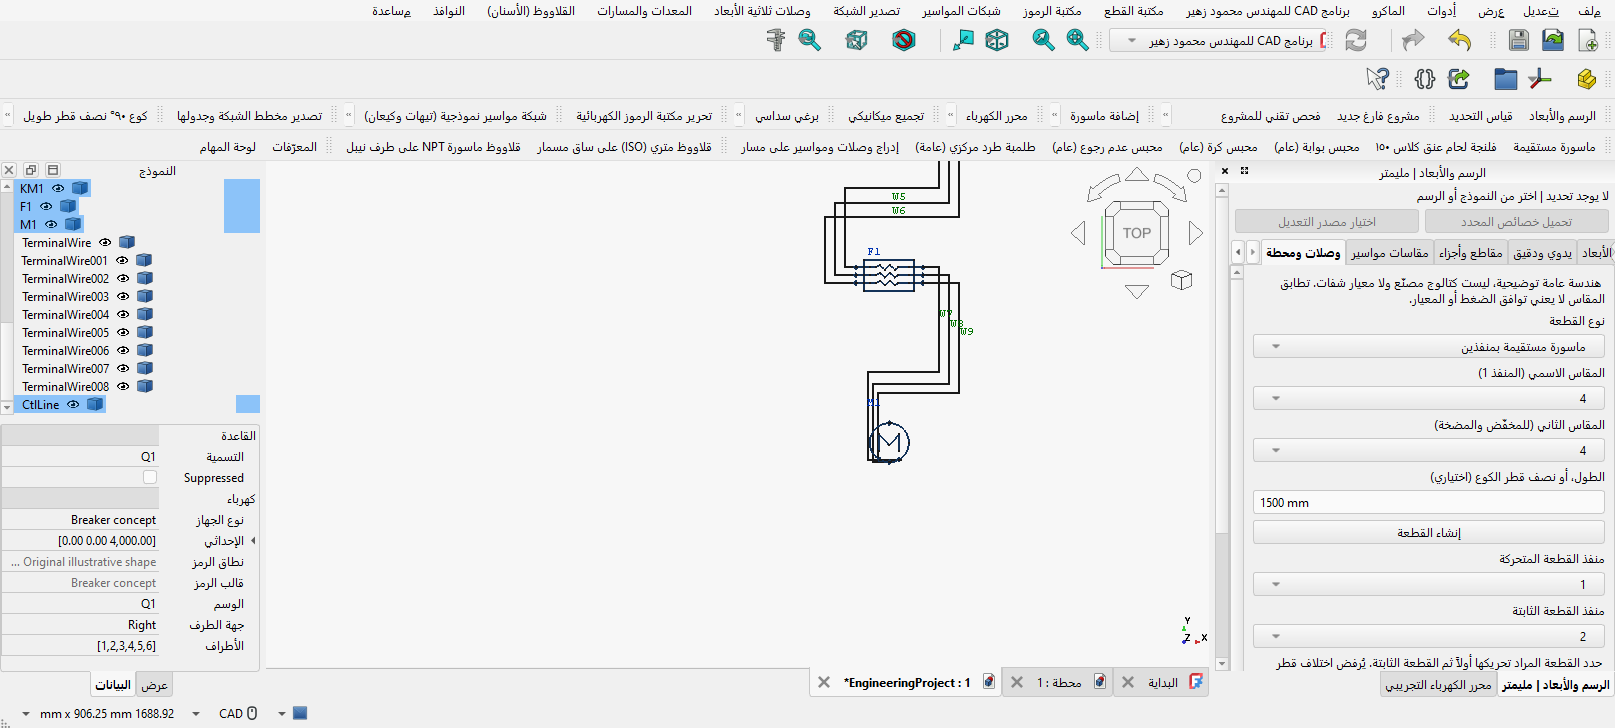 ملف
عرض
تعديل
أدوات
الماكرو
برنامج CAD للمهندس محمود زهير
مكتبة القطع
مكتبة الرموز
شبكات المواسير
تصدير الشبكة
وصلات ثلاثية الأبعاد
المعدات والمسارات
القلاووظ (الأسنان)
النوافذ
مساعدة
برنامج CAD للمهندس محمود زهير
الرسم والأبعاد
قياس التحديد
مشروع فارغ جديد
فحص تقني للمشروع
إضافة ماسورة
محرر الكهرباء
تجميع ميكانيكي
برغي سداسي
تحرير مكتبة الرموز الكهربائية
شبكة مواسير نموذجية (تيهات وكيعان)
تصدير مخطط الشبكة وجدولها
كوع ٩٠° نصف قطر طويل
ماسورة مستقيمة
فلنجة لحام عنق كلاس ١٥٠
محبس بوابة (عام)
محبس كرة (عام)
محبس عدم رجوع (عام)
طلمبة طرد مركزي (عامة)
إدراج وصلات ومواسير على مسار
قلاووظ متري (ISO) على ساق مسمار
قلاووظ ماسورة NPT على طرف نيبل
المعرّفات
لوحة المهام
النموذج
KM1
F1
M1
TerminalWire
TerminalWire001
TerminalWire002
TerminalWire003
TerminalWire004
TerminalWire005
TerminalWire006
TerminalWire007
TerminalWire008
CtlLine
القاعدة
التسمية Q1
Suppressed
كهرباء
نوع الجهاز Breaker concept
الإحداثي [0.00 0.00 4,000.00]
نطاق الرمز Original illustrative shape ...
قالب الرمز Breaker concept
الوسم Q1
جهة الطرف Right
الأطراف [1,2,3,4,5,6]
عرض
البيانات
W5
W6
F1
W7
W8
W9
M
TOP
Y
Z
X
الرسم والأبعاد | مليمتر
لا يوجد تحديد | اختر من النموذج أو الرسم
تحميل خصائص المحدد
اختيار مصدر التعديل
الأبعاد
يدوي ودقيق
مقاطع وأجزاء
مقاسات مواسير
وصلات ومحطة
هندسة عامة توضيحية، ليست كتالوج مصنّع ولا معيار شفات. تطابق
المقاس لا يعني توافق الضغط أو المعيار.
نوع القطعة
ماسورة مستقيمة بمنفذين
المقاس الاسمي (المنفذ 1)
4
المقاس الثاني (للمخفّض والمضخة)
4
الطول، أو نصف قطر الكوع (اختياري)
1500 mm
إنشاء القطعة
منفذ القطعة المتحركة
1
منفذ القطعة الثابتة
2
حدد القطعة المراد تحريكها أولاً ثم القطعة الثابتة. يُرفض اختلاف قطر
الرسم والأبعاد | مليمتر
محرر الكهرباء التجريبي
البداية
محطة : 1
EngineeringProject : 1*
CAD
1688.92 mm x 906.25 mm